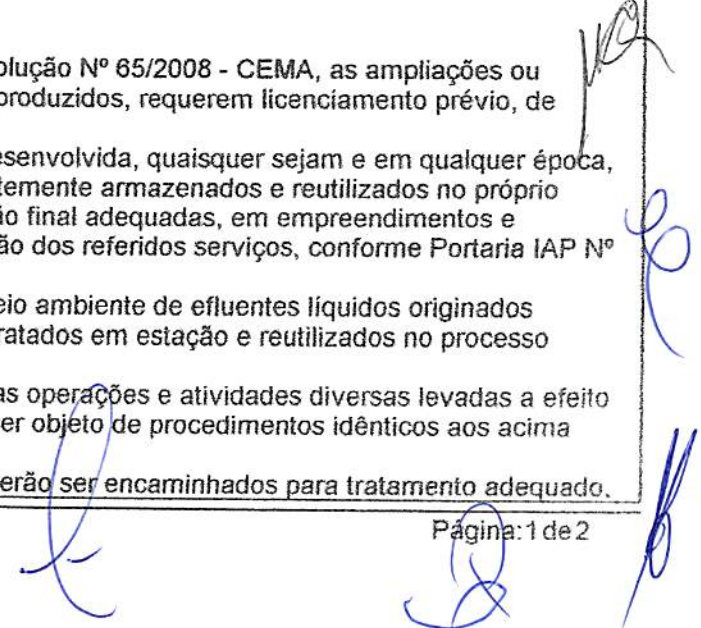 olução Nº 65/2008 - CEMA, as ampliações ou
produzidos, requerem licenciamento prévio, de
esenvolvida, quaisquer sejam e em qualquer época,
temente armazenados e reutilizados no próprio
ão final adequadas, em empreendimentos e
ão dos referidos serviços, conforme Portaria IAP Nº
eio ambiente de efluentes líquidos originados
ratados em estação e reutilizados no processo
as operações e atividades diversas levadas a efeito
er objeto de procedimentos idênticos aos acima
erão ser encaminhados para tratamento adequado.
Página:1 de 2